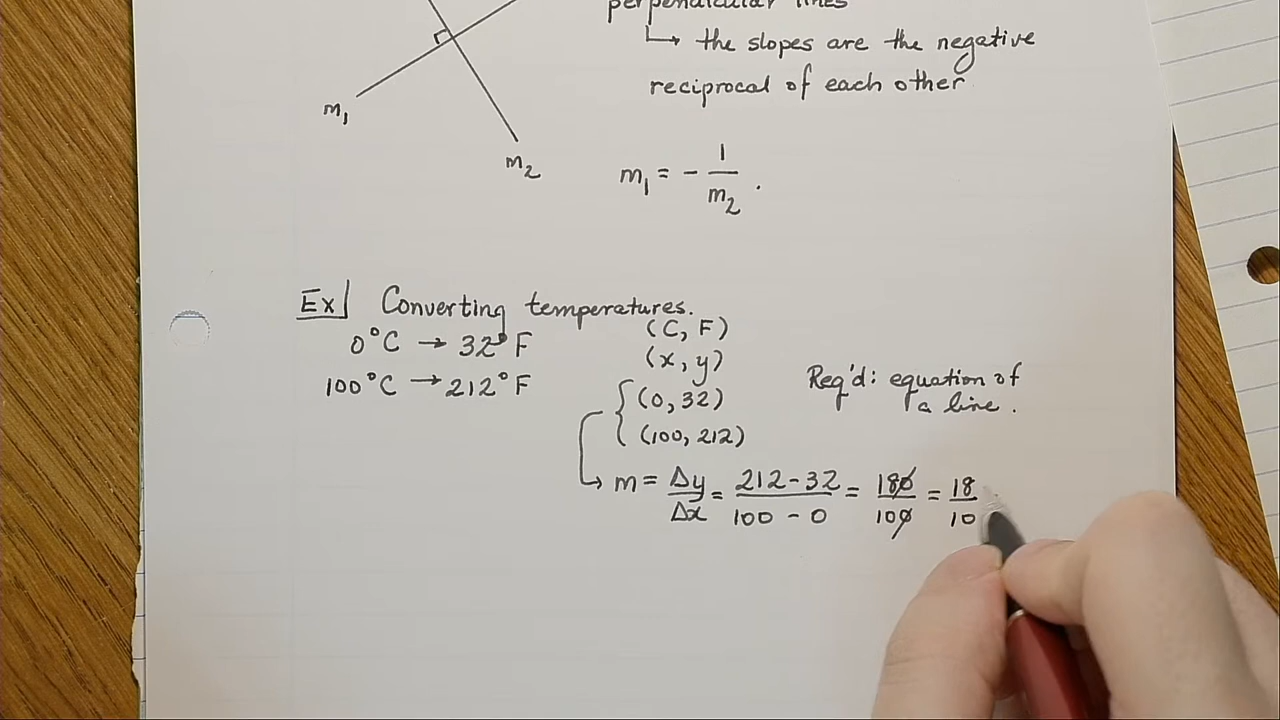 perpendicular lines
↳ the slopes are the negative
reciprocal of each other
m₁
m₂
m₁ = - 1/m₂ .
Ex| Converting temperatures.
0°C → 32°F
100°C → 212°F
(C, F)
(x, y)
(0, 32)
(100, 212)
Req'd: equation of
a line.
m = Δy/Δx = 212-32/100-0 = 180/100 = 18/10